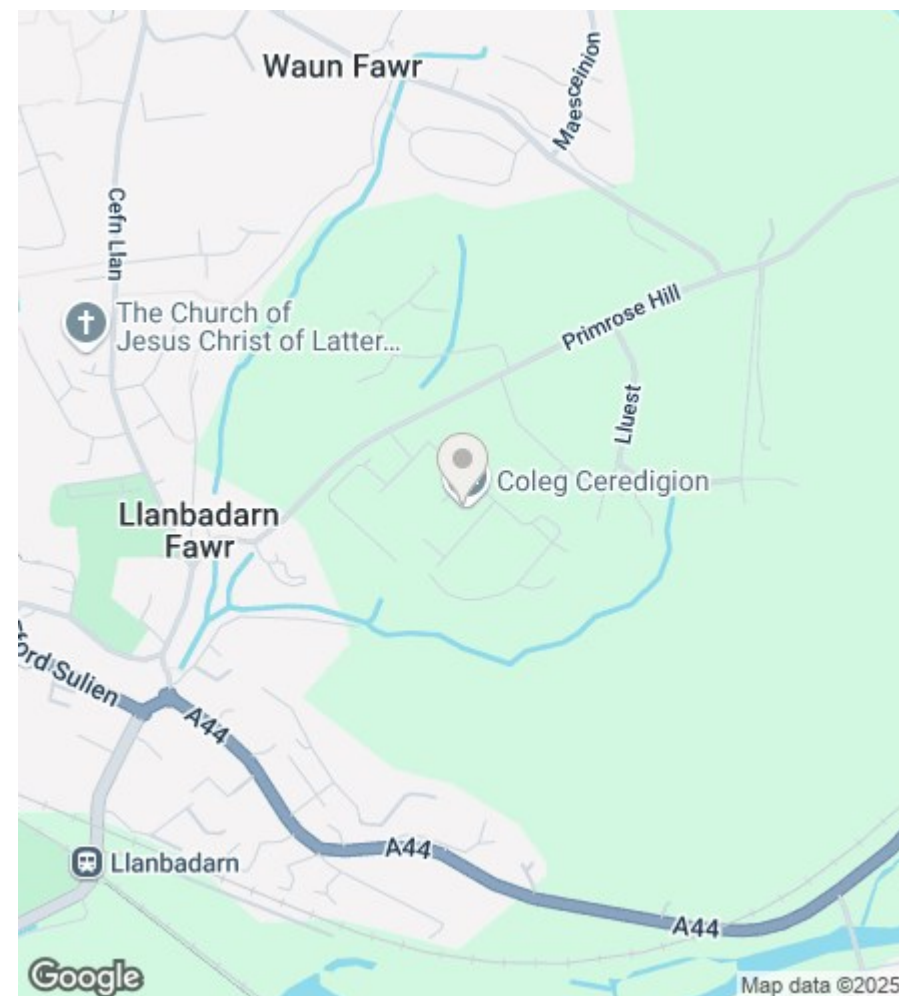 Waun Fawr
Maesceinion
Cefn Llan
The Church of
Jesus Christ of Latter...
Primrose Hill
Lluest
Coleg Ceredigion
Llanbadarn
Fawr
Sulien
A44
A44
A44
Llanbadarn
Google
Map data ©2025